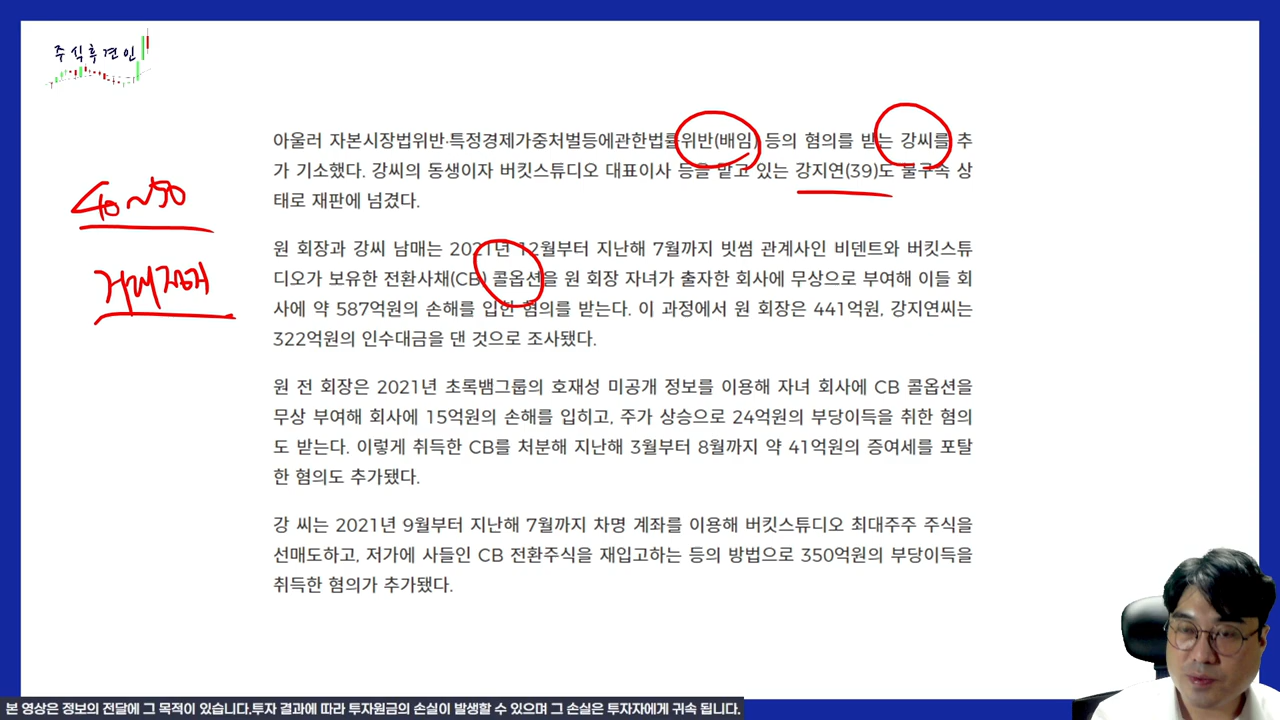 주식후견인
아울러 자본시장법위반·특정경제가중처벌등에관한법률위반(배임) 등의 혐의를 받는 강씨를 추
가 기소했다. 강씨의 동생이자 버킷스튜디오 대표이사 등을 맡고 있는 강지연(39)도 불구속 상
태로 재판에 넘겼다.
40~50
거래정지
원 회장과 강씨 남매는 2021년 12월부터 지난해 7월까지 빗썸 관계사인 비덴트와 버킷스튜
디오가 보유한 전환사채(CB) 콜옵션을 원 회장 자녀가 출자한 회사에 무상으로 부여해 이들 회
사에 약 587억원의 손해를 입힌 혐의를 받는다. 이 과정에서 원 회장은 441억원, 강지연씨는
322억원의 인수대금을 댄 것으로 조사됐다.
원 전 회장은 2021년 초록뱀그룹의 호재성 미공개 정보를 이용해 자녀 회사에 CB 콜옵션을
무상 부여해 회사에 15억원의 손해를 입히고, 주가 상승으로 24억원의 부당이득을 취한 혐의
도 받는다. 이렇게 취득한 CB를 처분해 지난해 3월부터 8월까지 약 41억원의 증여세를 포탈
한 혐의도 추가됐다.
강 씨는 2021년 9월부터 지난해 7월까지 차명 계좌를 이용해 버킷스튜디오 최대주주 주식을
선매도하고, 저가에 사들인 CB 전환주식을 재입고하는 등의 방법으로 350억원의 부당이득을
취득한 혐의가 추가됐다.
본 영상은 정보의 전달에 그 목적이 있습니다.투자 결과에 따라 투자원금의 손실이 발생할 수 있으며 그 손실은 투자자에게 귀속 됩니다.